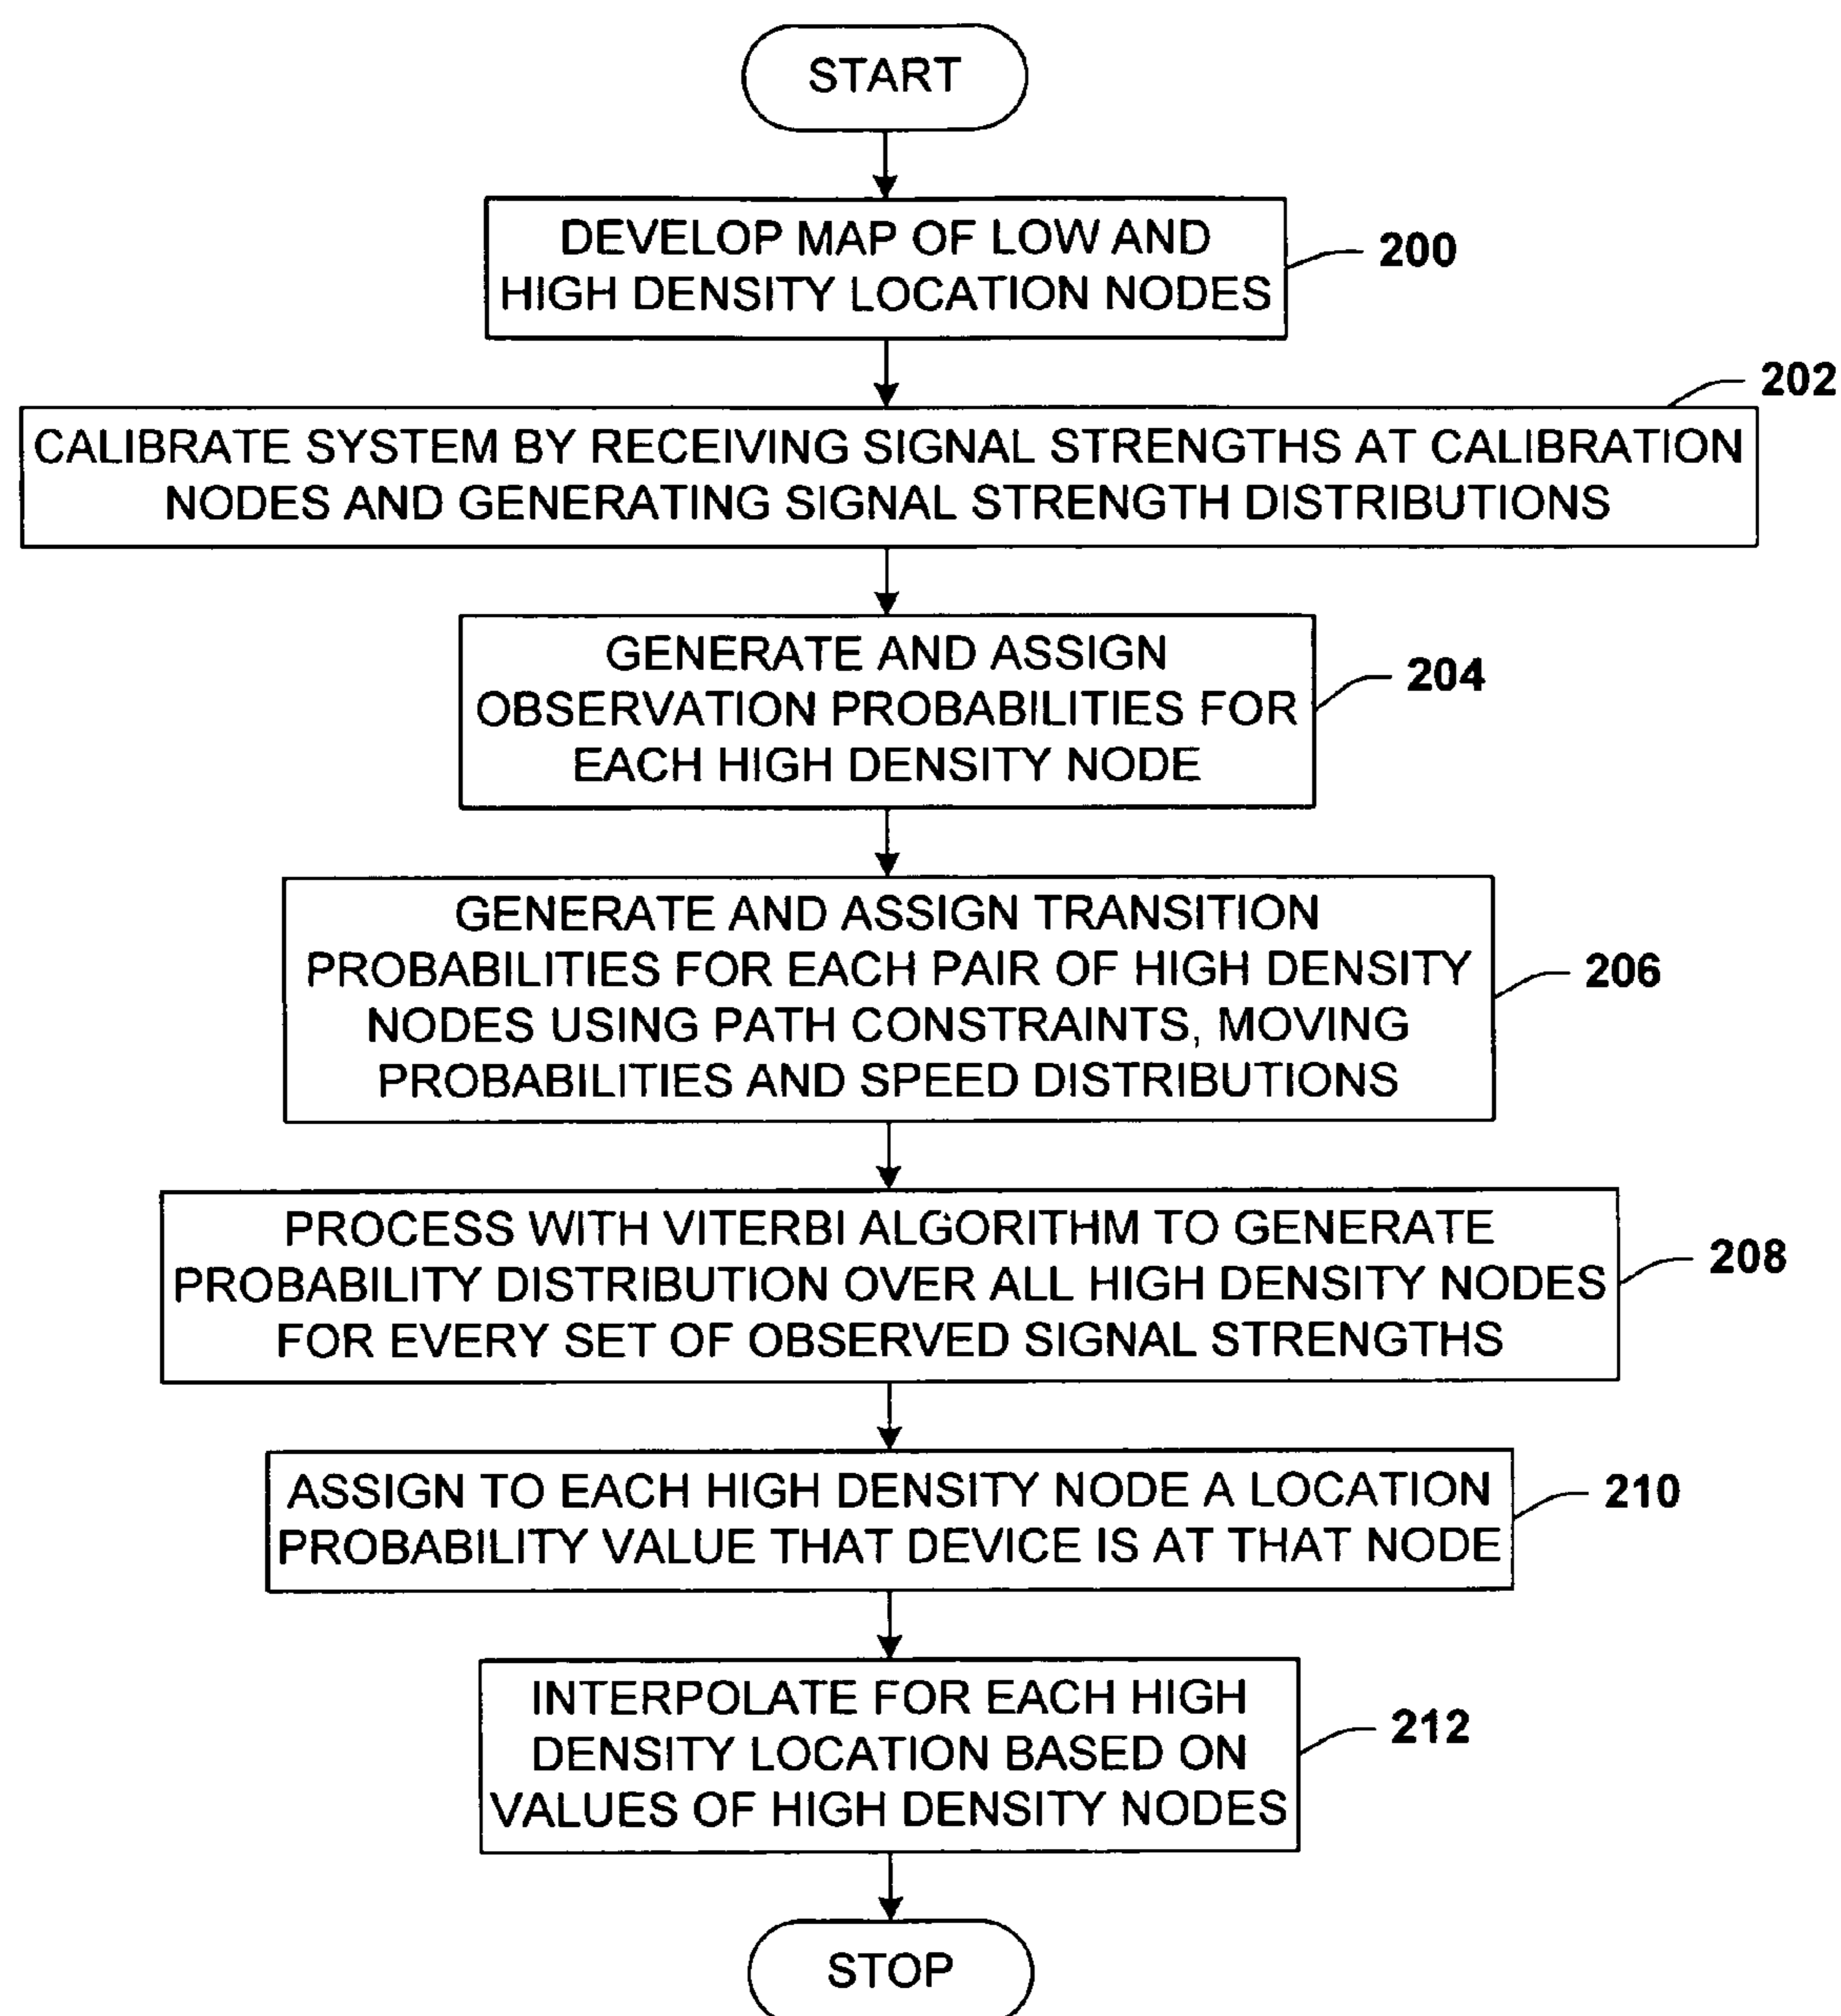 START
DEVELOP MAP OF LOW AND
HIGH DENSITY LOCATION NODES
200
202
CALIBRATE SYSTEM BY RECEIVING SIGNAL STRENGTHS AT CALIBRATION
NODES AND GENERATING SIGNAL STRENGTH DISTRIBUTIONS
GENERATE AND ASSIGN
OBSERVATION PROBABILITIES FOR
EACH HIGH DENSITY NODE
204
GENERATE AND ASSIGN TRANSITION
PROBABILITIES FOR EACH PAIR OF HIGH DENSITY
NODES USING PATH CONSTRAINTS, MOVING
PROBABILITIES AND SPEED DISTRIBUTIONS
206
PROCESS WITH VITERBI ALGORITHM TO GENERATE
PROBABILITY DISTRIBUTION OVER ALL HIGH DENSITY NODES
FOR EVERY SET OF OBSERVED SIGNAL STRENGTHS
208
ASSIGN TO EACH HIGH DENSITY NODE A LOCATION
PROBABILITY VALUE THAT DEVICE IS AT THAT NODE
210
INTERPOLATE FOR EACH HIGH
DENSITY LOCATION BASED ON
VALUES OF HIGH DENSITY NODES
212
STOP